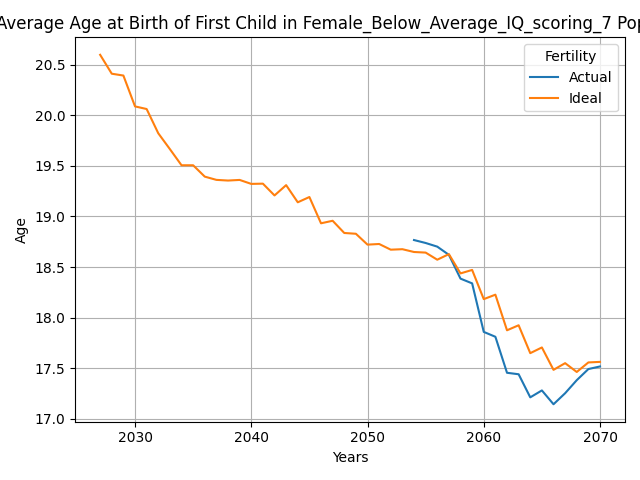 Average Age at Birth of First Child in Female_Below_Average_IQ_scoring_7 Pop
Fertility
Actual
Ideal
20.5
20.0
19.5
19.0
18.5
18.0
17.5
17.0
Age
2030 2040 2050 2060 2070
Years